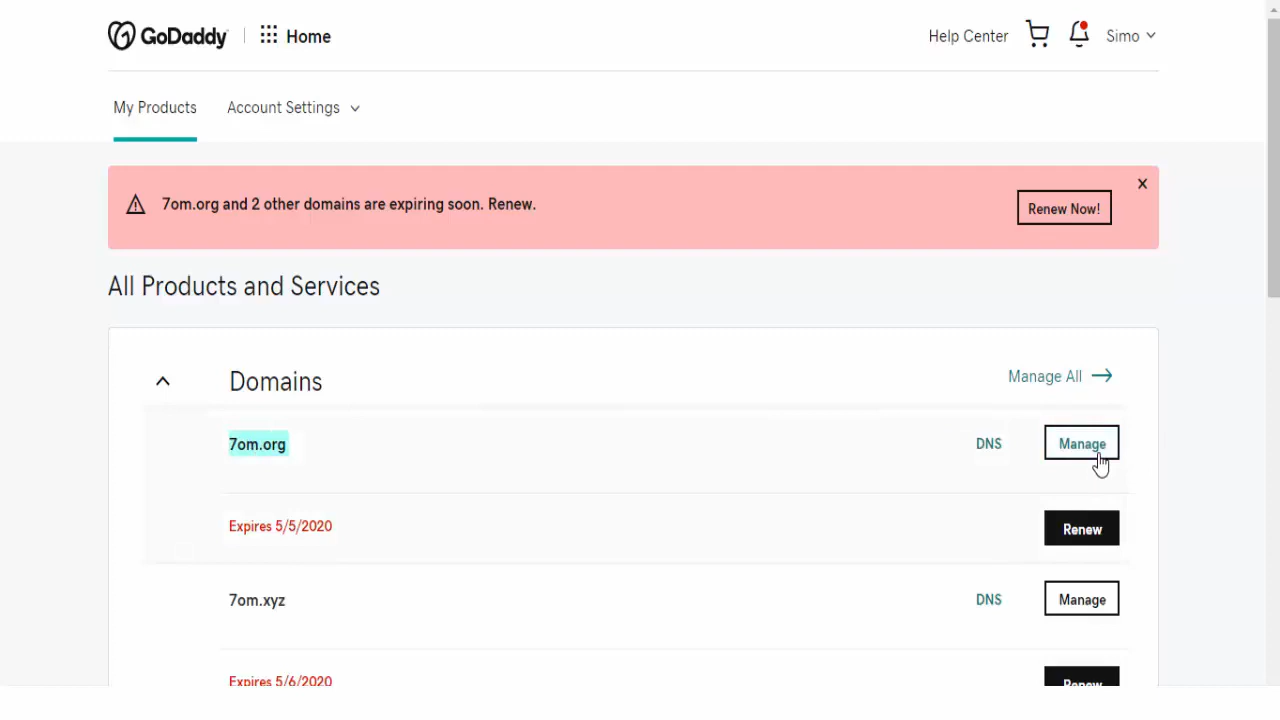 GoDaddy Home Help Center Simo
My Products Account Settings
7om.org and 2 other domains are expiring soon. Renew. Renew Now!
All Products and Services
Domains Manage All
7om.org DNS Manage
Expires 5/5/2020 Renew
7om.xyz DNS Manage
Expires 5/6/2020 Renew